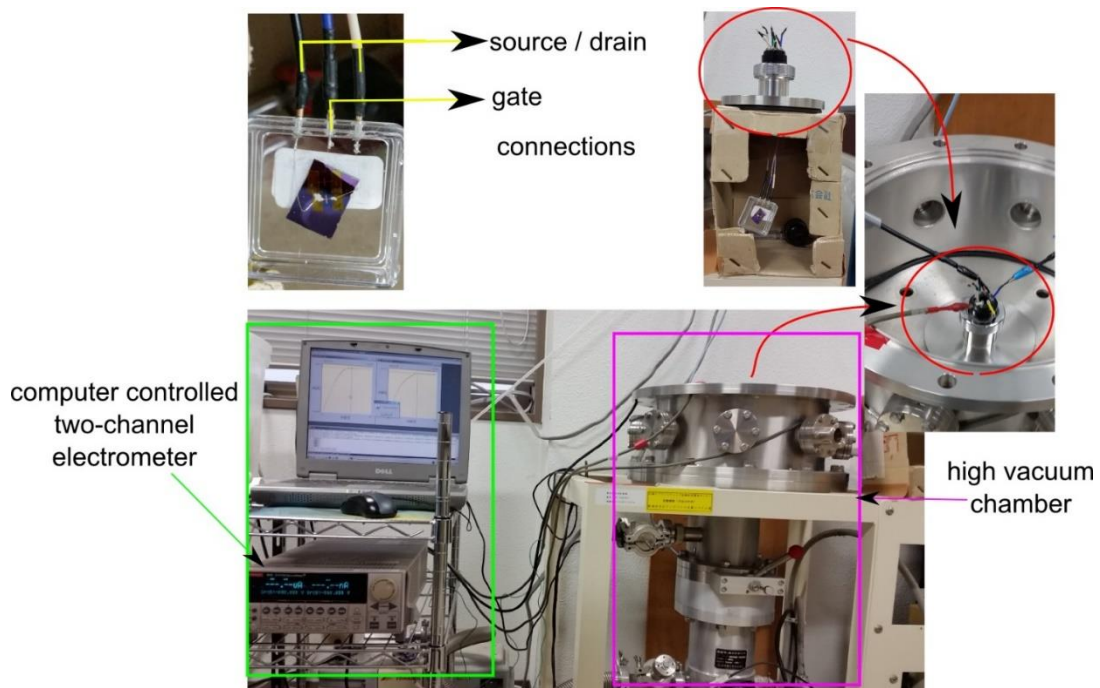 source / drain
gate
connections
computer controlled
two-channel
electrometer
high vacuum
chamber
DELL